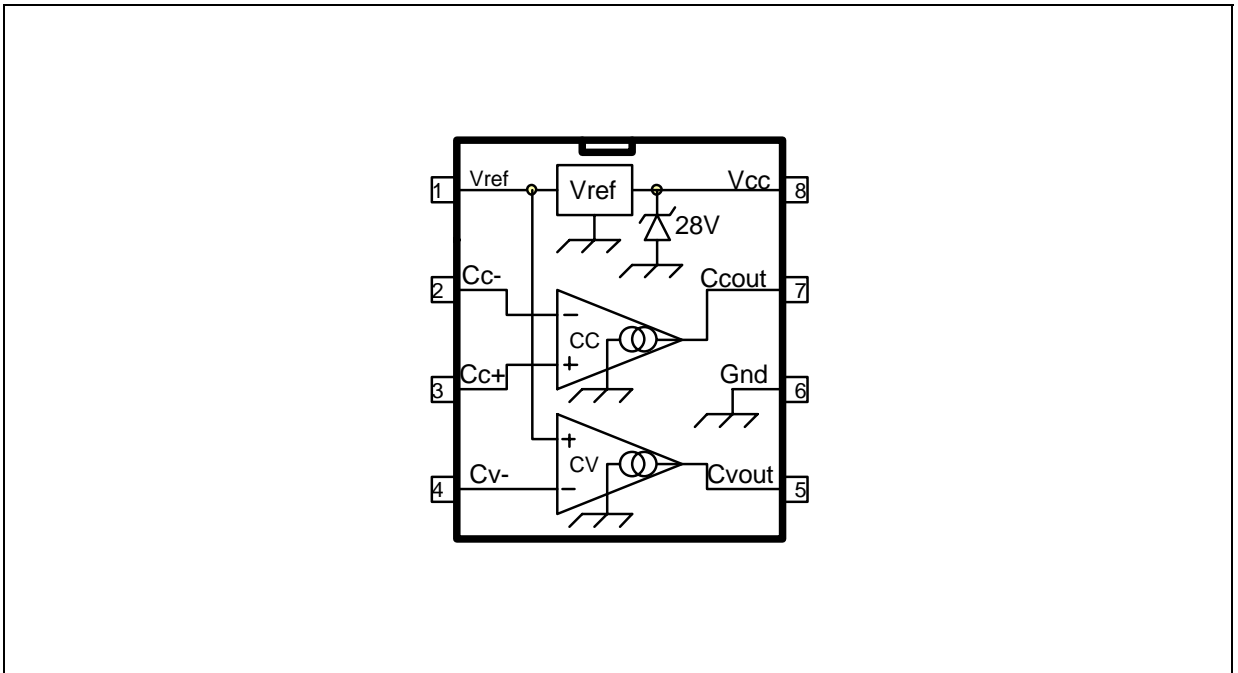 1 Vref Vref Vcc 8
28V
2 Cc- Ccout 7
CC
3 Cc+ Gnd 6
CV
4 Cv- Cvout 5